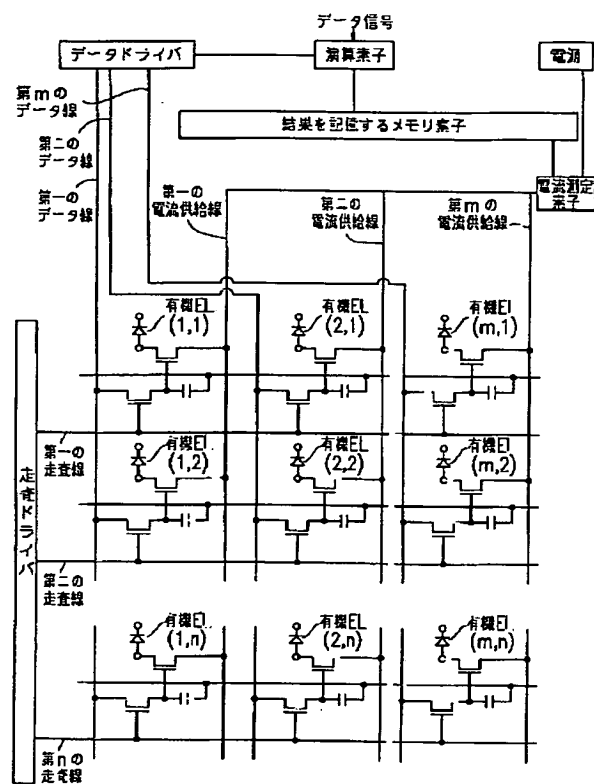 データ信号
データドライバ
演算素子
電源
第mの
データ線
結果を記憶するメモリ素子
第二の
データ線
第一の
データ線
電流測定
素子
第一の
電流供給線
第二の
電流供給線
第mの
電流供給線
有機EL
(1,1)
有機EL
(2,1)
有機EL
(m,1)
第一の
走査線
有機EL
(1,2)
有機EL
(2,2)
有機EL
(m,2)
走査ドライバ
第二の
走査線
有機EL
(1,n)
有機EL
(2,n)
有機EL
(m,n)
第nの
走査線